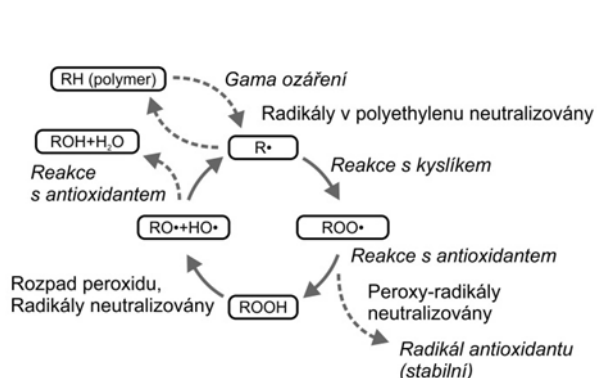 RH (polymer)
Gama ozáření
Radikály v polyethylenu neutralizovány
ROH+H₂O
R•
Reakce
s antioxidantem
Reakce s kyslíkem
RO•+HO•
ROO•
Reakce s antioxidantem
Rozpad peroxidu,
Radikály neutralizovány
ROOH
Peroxy-radikály
neutralizovány
Radikál antioxidantu
(stabilní)